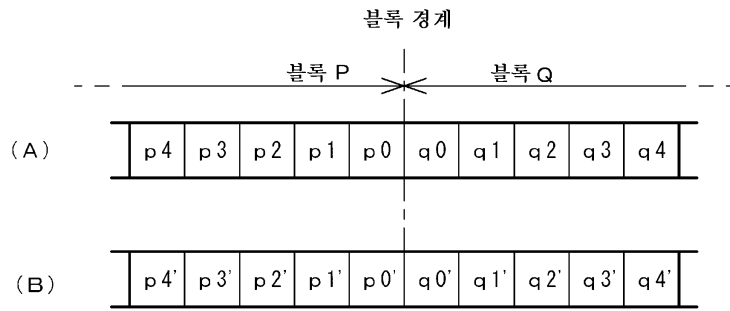 블록 경계
블록 P 블록 Q
(A) p4 p3 p2 p1 p0 q0 q1 q2 q3 q4
(B) p4' p3' p2' p1' p0' q0' q1' q2' q3' q4'